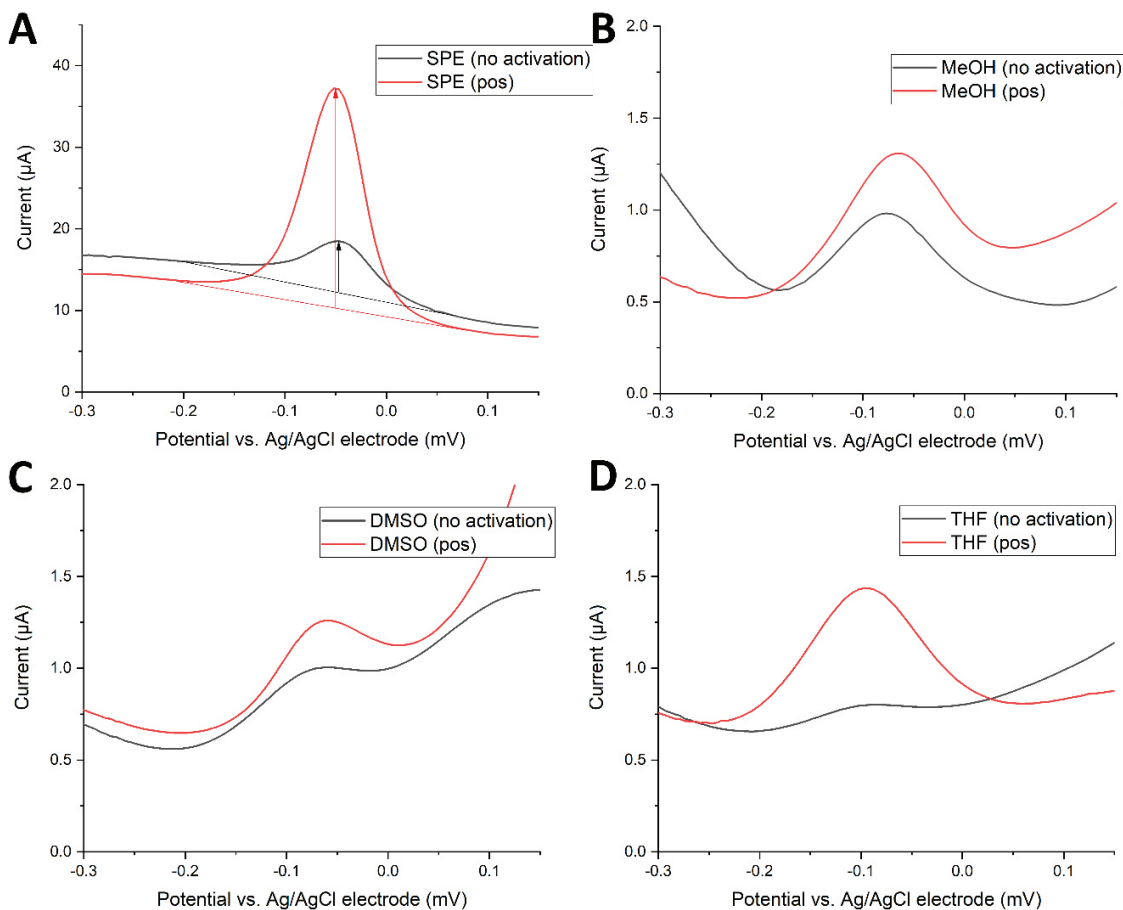 A
SPE (no activation)
SPE (pos)
Current (µA)
40
30
20
10
0
-0.3
-0.2
-0.1
0.0
0.1
Potential vs. Ag/AgCl electrode (mV)
B
MeOH (no activation)
MeOH (pos)
Current (µA)
2.0
1.5
1.0
0.5
0.0
-0.3
-0.2
-0.1
0.0
0.1
Potential vs. Ag/AgCl electrode (mV)
C
DMSO (no activation)
DMSO (pos)
Current (µA)
2.0
1.5
1.0
0.5
0.0
-0.3
-0.2
-0.1
0.0
0.1
Potential vs. Ag/AgCl electrode (mV)
D
THF (no activation)
THF (pos)
Current (µA)
2.0
1.5
1.0
0.5
0.0
-0.3
-0.2
-0.1
0.0
0.1
Potential vs. Ag/AgCl electrode (mV)